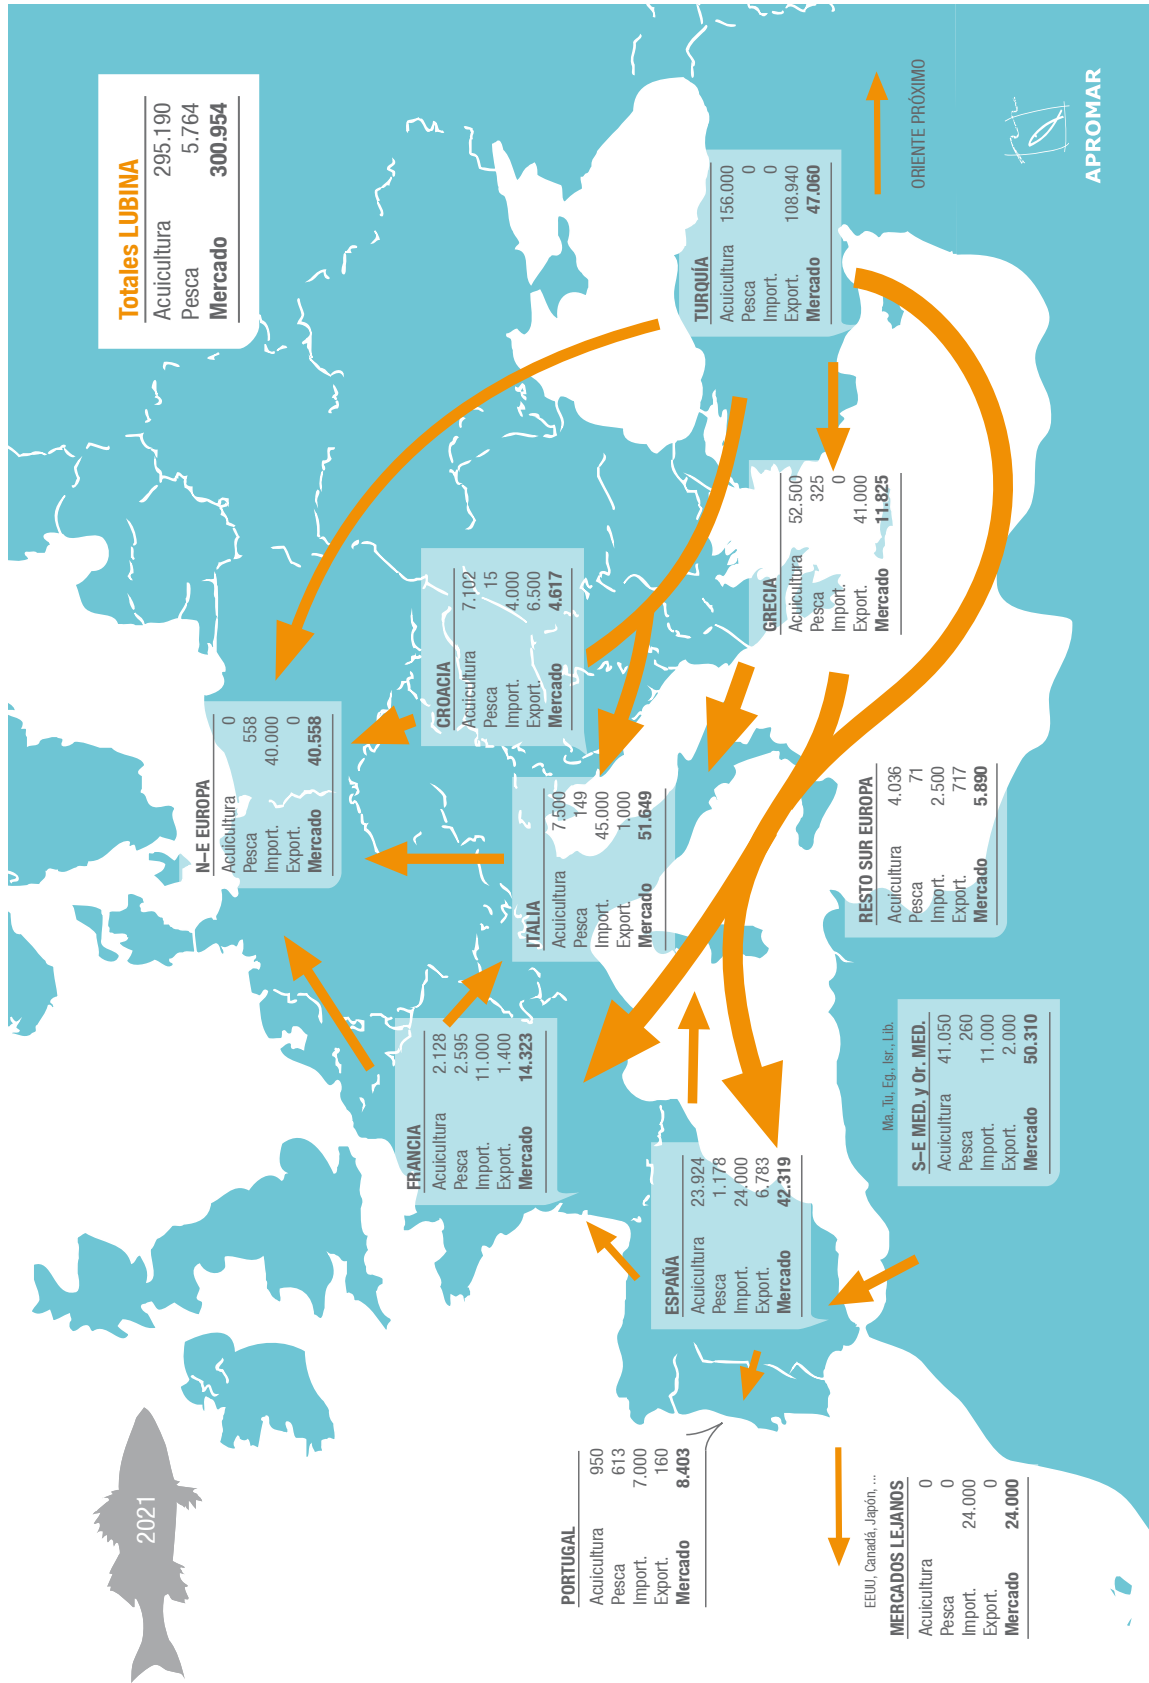 2021
Totales LUBINA
Acuicultura 295.190
Pesca 5.764
Mercado 300.954
N–E EUROPA
Acuicultura 0
Pesca 558
Import. 40.000
Export. 0
Mercado 40.558
FRANCIA
Acuicultura 2.128
Pesca 2.595
Import. 11.000
Export. 1.400
Mercado 14.323
CROACIA
Acuicultura 7.102
Pesca 15
Import. 4.000
Export. 6.500
Mercado 4.617
ITALIA
Acuicultura 7.500
Pesca 149
Import. 45.000
Export. 1.000
Mercado 51.649
PORTUGAL
Acuicultura 950
Pesca 613
Import. 7.000
Export. 160
Mercado 8.403
ESPAÑA
Acuicultura 23.924
Pesca 1.178
Import. 24.000
Export. 6.783
Mercado 42.319
TURQUÍA
Acuicultura 156.000
Pesca 0
Import. 0
Export. 108.940
Mercado 47.060
GRECIA
Acuicultura 52.500
Pesca 325
Import. 0
Export. 41.000
Mercado 11.825
EEUU, Canadá, Japón, ...
MERCADOS LEJANOS
Acuicultura 0
Pesca 0
Import. 24.000
Export. 0
Mercado 24.000
Ma., Tu, Eg., Isr., Lib.
S–E MED. y Or. MED.
Acuicultura 41.050
Pesca 260
Import. 11.000
Export. 2.000
Mercado 50.310
RESTO SUR EUROPA
Acuicultura 4.036
Pesca 71
Import. 2.500
Export. 717
Mercado 5.890
ORIENTE PRÓXIMO
APROMAR